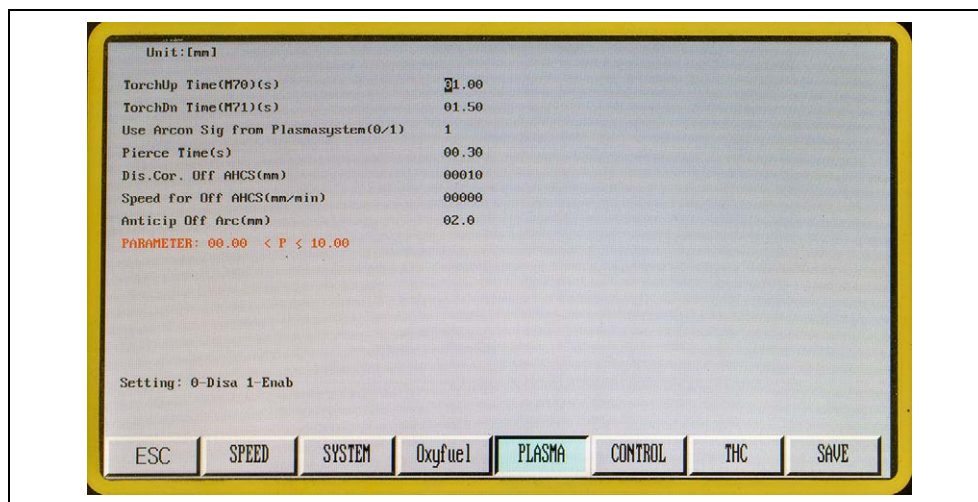 Unit:[mm]
TorchUp Time(M70)(s) 01.00
TorchDn Time(M71)(s) 01.50
Use Arcon Sig from Plasmasystem(0/1) 1
Pierce Time(s) 00.30
Dis.Cor. Off AHCS(mm) 00010
Speed for Off AHCS(mm/min) 00000
Anticip Off Arc(mm) 02.0
PARAMETER: 00.00 < P < 10.00
Setting: 0-Disa 1-Enab
ESC SPEED SYSTEM Oxyfuel PLASMA CONTROL THC SAVE